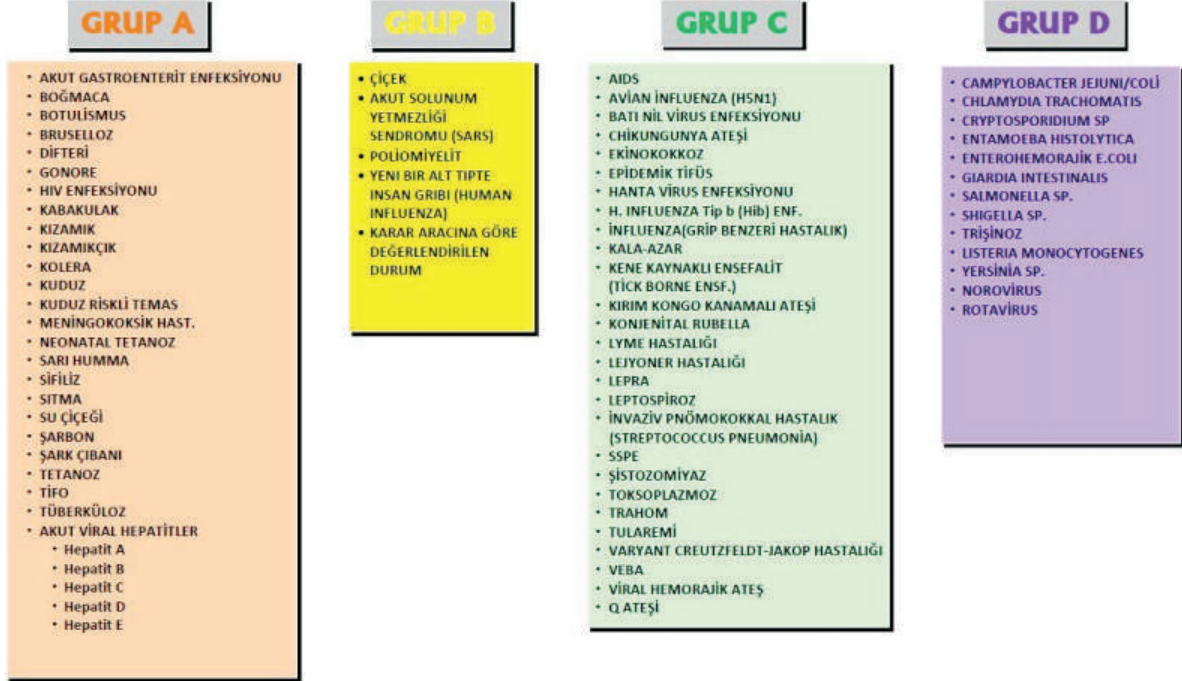 GRUP A
• AKUT GASTROENTERİT ENFEKSİYONU
• BOĞMACA
• BOTULİSMUS
• BRUSELLOZ
• DİFTERİ
• GONORE
• HIV ENFEKSİYONU
• KABAKULAK
• KIZAMIK
• KIZAMIKÇIK
• KOLERA
• KUDUZ
• KUDUZ RİSKLİ TEMAS
• MENİNGOKOKSİK HAST.
• NEONATAL TETANOZ
• SARI HUMMA
• SİFİLİZ
• SITMA
• SU ÇİÇEĞİ
• ŞARBON
• ŞARK ÇIBANI
• TETANOZ
• TİFO
• TÜBERKÜLOZ
• AKUT VİRAL HEPATİTLER
• Hepatit A
• Hepatit B
• Hepatit C
• Hepatit D
• Hepatit E
GRUP B
• ÇİÇEK
• AKUT SOLUNUM
YETMEZLİĞİ
SENDROMU (SARS)
• POLİOMİYELİT
• YENİ BIR ALT TIPTE
INSAN GRIBI (HUMAN
INFLUENZA)
• KARAR ARACINA GÖRE
DEĞERLENDİRİLEN
DURUM
GRUP C
• AIDS
• AVİAN İNFLUENZA (H5N1)
• BATI NİL VİRUS ENFEKSİYONU
• CHİKUNGUNYA ATEŞİ
• EKİNOKOKKOZ
• EPİDEMİK TİFÜS
• HANTA VİRUS ENFEKSİYONU
• H. INFLUENZA Tip b (Hib) ENF.
• İNFLUENZA(GRİP BENZERİ HASTALIK)
• KALA-AZAR
• KENE KAYNAKLI ENSEFALİT
(TİCK BORNE ENSF.)
• KIRIM KONGO KANAMALI ATEŞİ
• KONJENİTAL RUBELLA
• LYME HASTALIĞI
• LEJYONER HASTALIĞI
• LEPRA
• LEPTOSPİROZ
• İNVAZİV PNÖMOKOKKAL HASTALIK
(STREPTOCOCCUS PNEUMONİA)
• SSPE
• ŞİSTOZOMİYAZ
• TOKSOPLAZMOZ
• TRAHOM
• TULAREMİ
• VARYANT CREUTZFELDT-JAKOP HASTALIĞI
• VEBA
• VİRAL HEMORAJİK ATEŞ
• Q ATEŞİ
GRUP D
• CAMPYLOBACTER JEJUNI/COLİ
• CHLAMYDIA TRACHOMATIS
• CRYPTOSPORIDIUM SP
• ENTAMOEBA HISTOLYTICA
• ENTEROHEMORAJİK E.COLI
• GIARDIA INTESTINALIS
• SALMONELLA SP.
• SHIGELLA SP.
• TRİŞİNOZ
• LISTERIA MONOCYTOGENES
• YERSİNİA SP.
• NOROVİRUS
• ROTAVİRUS